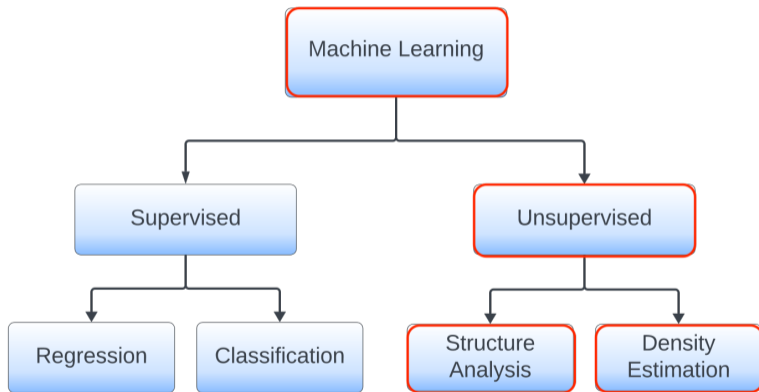 Machine Learning
Supervised
Unsupervised
Regression
Classification
Structure
Analysis
Density
Estimation